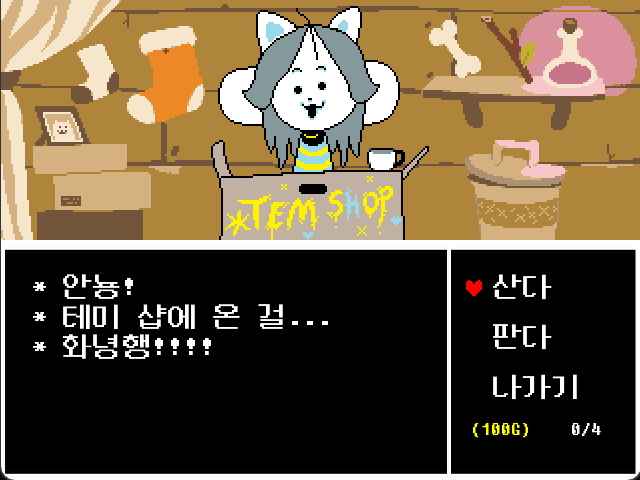 *TEM SHOP
* 안뇽!
* 테미 샵에 온 걸...
* 화녕행!!!!
산다
판다
나가기
(100G) 0/4